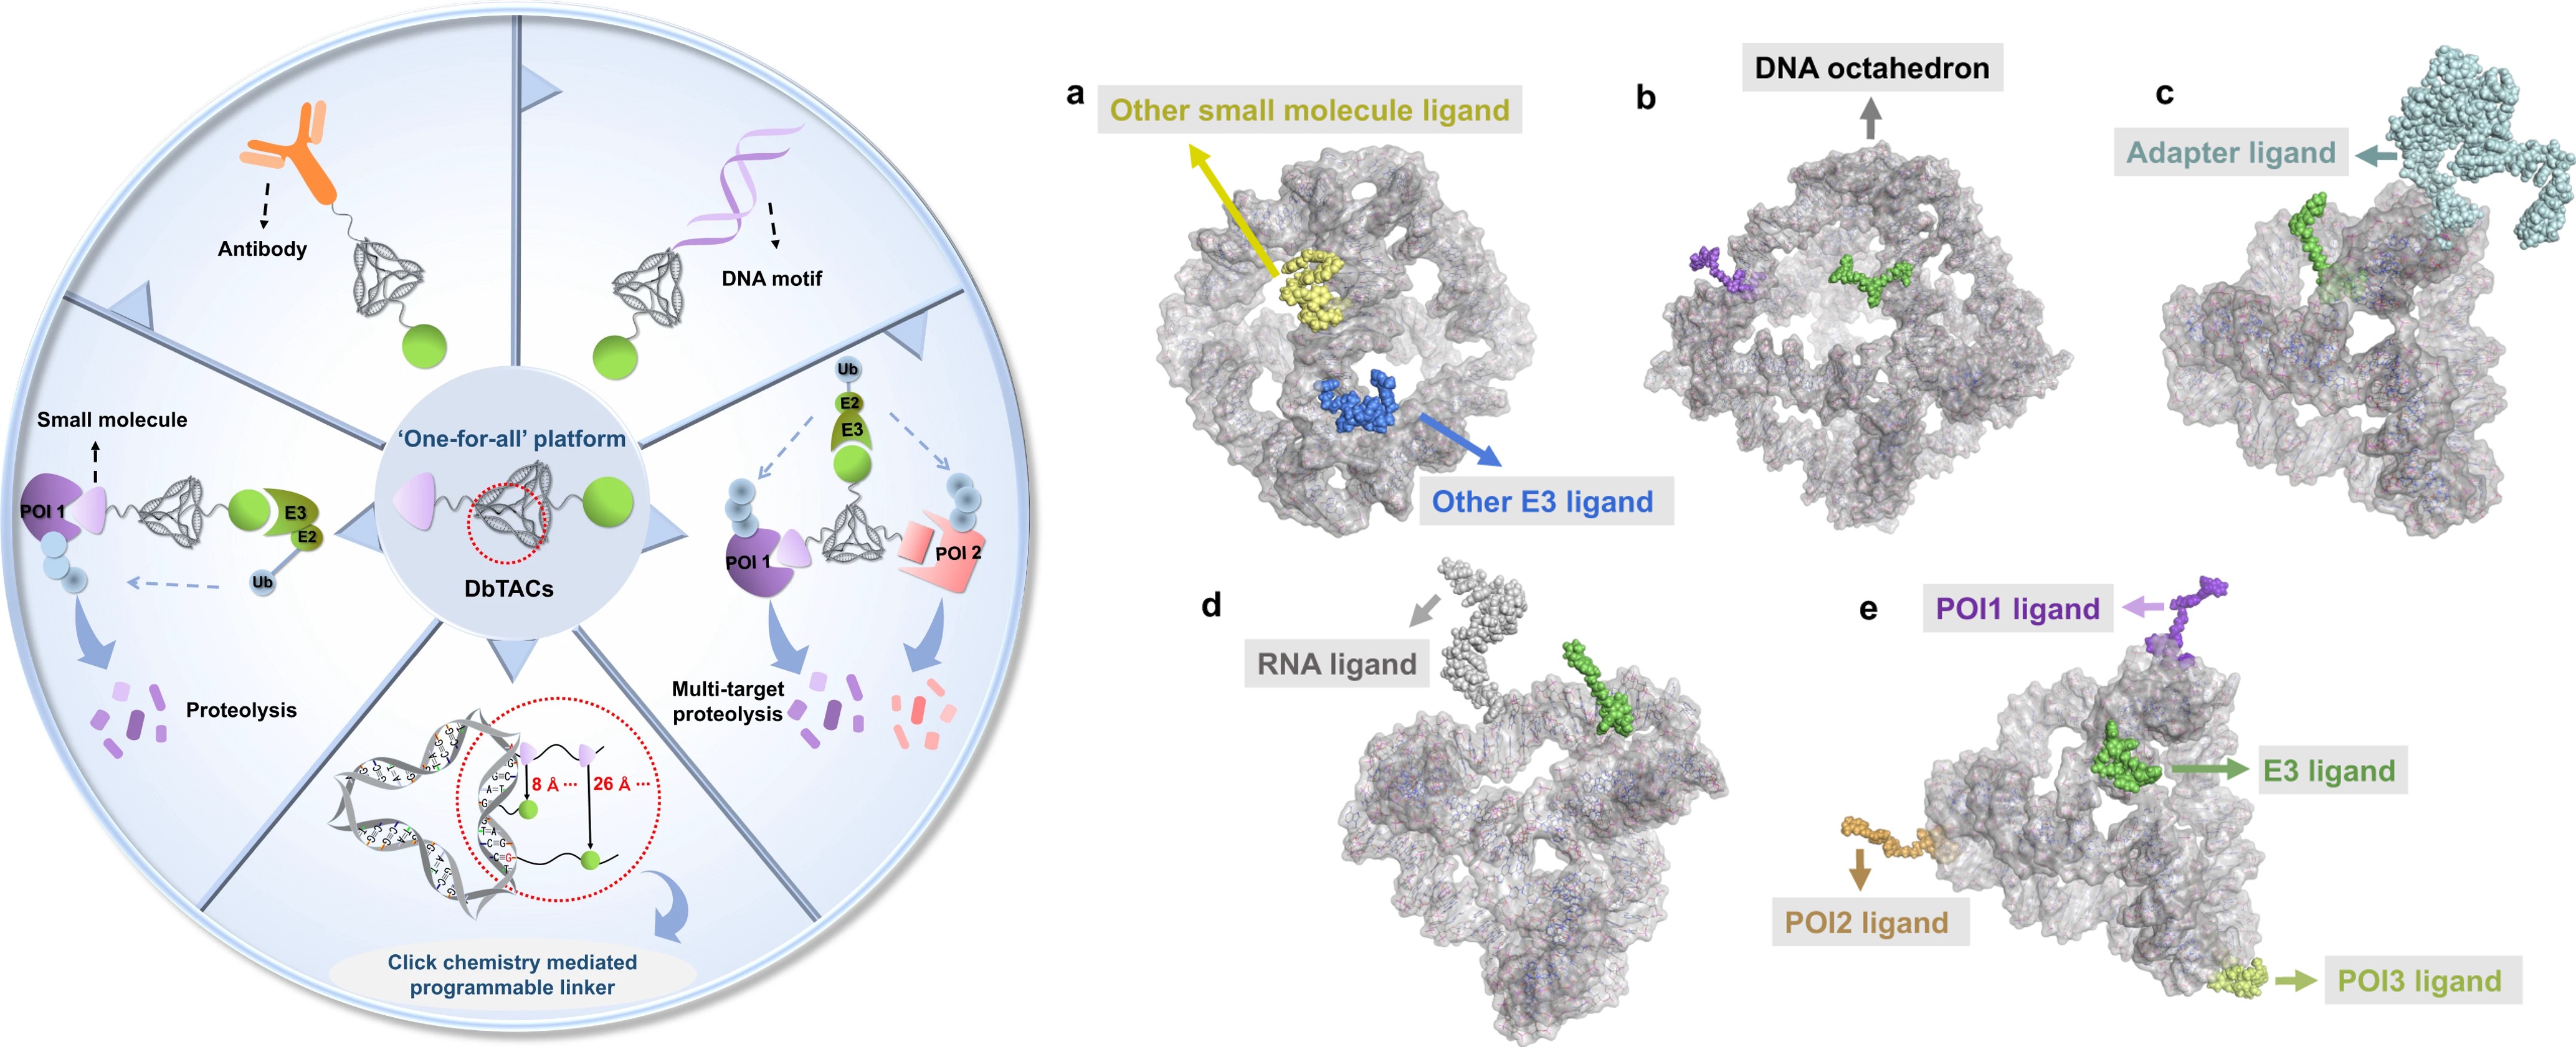 Antibody
DNA motif
Small molecule
POI 1
E3
E2
Ub
Proteolysis
'One-for-all' platform
DbTACs
Ub
E2
E3
POI 1
POI 2
Multi-target
proteolysis
8 Å ···
26 Å ···
Click chemistry mediated
programmable linker
a
Other small molecule ligand
Other E3 ligand
b
DNA octahedron
c
Adapter ligand
d
RNA ligand
e
POI1 ligand
E3 ligand
POI2 ligand
POI3 ligand